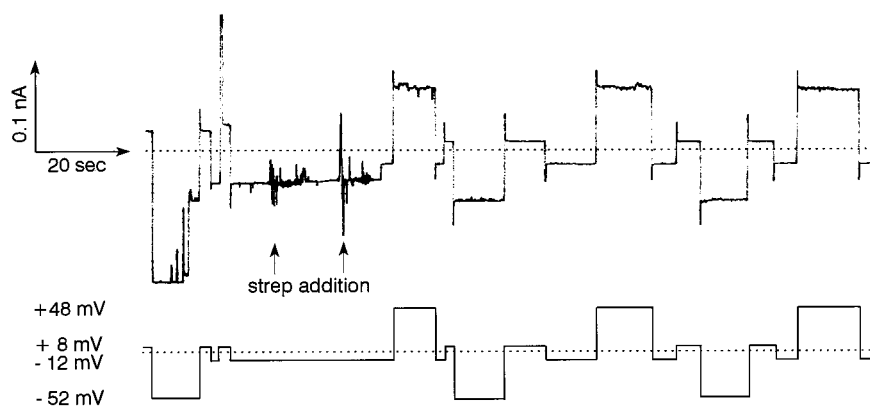 0.1 nA
20 sec
strep addition
+48 mV
+ 8 mV
- 12 mV
- 52 mV